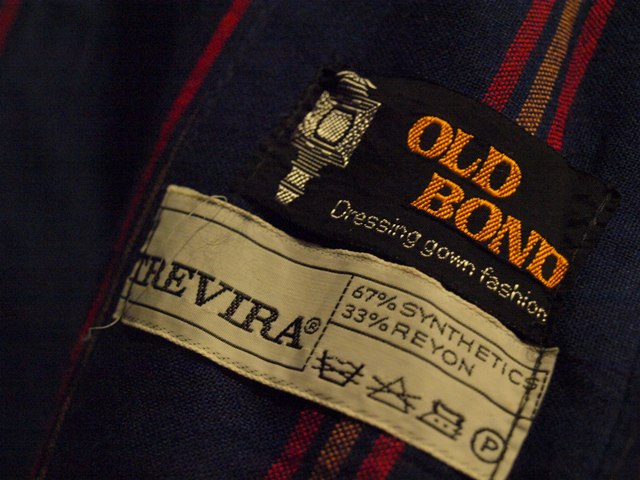 OLD
BOND
Dressing gown fashion
TREVIRA®
67% SYNTHETICS
33% REYON
P